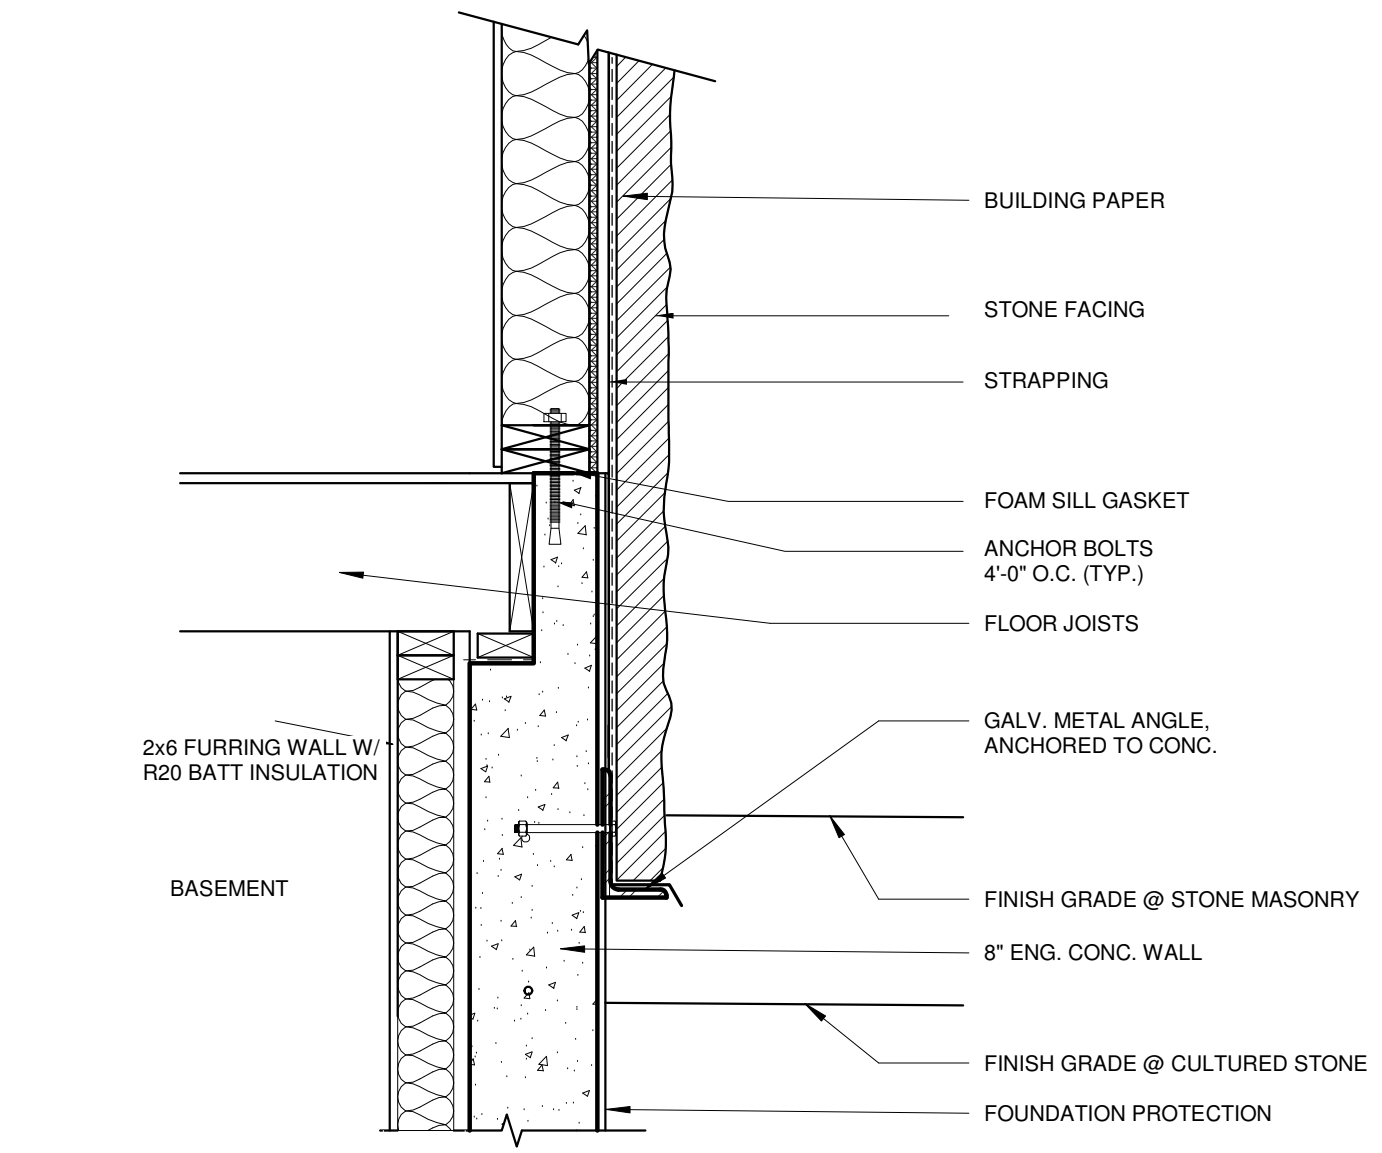 BUILDING PAPER
STONE FACING
STRAPPING
FOAM SILL GASKET
ANCHOR BOLTS
4'-0" O.C. (TYP.)
FLOOR JOISTS
GALV. METAL ANGLE,
ANCHORED TO CONC.
2x6 FURRING WALL W/
R20 BATT INSULATION
BASEMENT
FINISH GRADE @ STONE MASONRY
8" ENG. CONC. WALL
FINISH GRADE @ CULTURED STONE
FOUNDATION PROTECTION